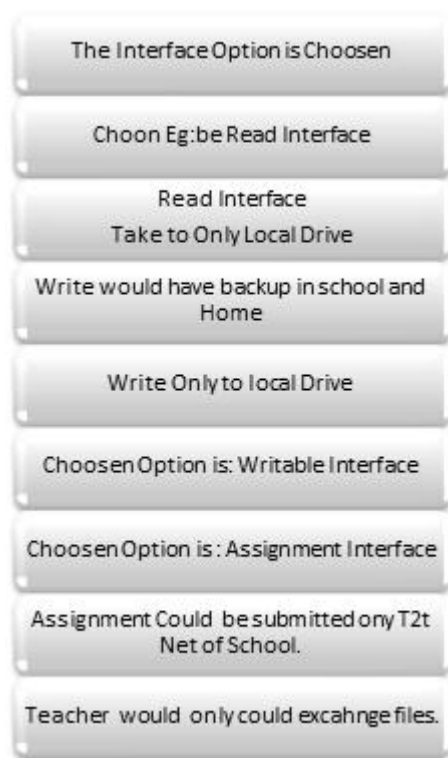 The Interface Option is Choosen
Choon Eg:be Read Interface
Read Interface
Take to Only Local Drive
Write would have backup in school and
Home
Write Only to local Drive
Choosen Option is: Writable Interface
Choosen Option is : Assignment Interface
Assignment Could be submitted ony T2t
Net of School.
Teacher would only could excahnge files.